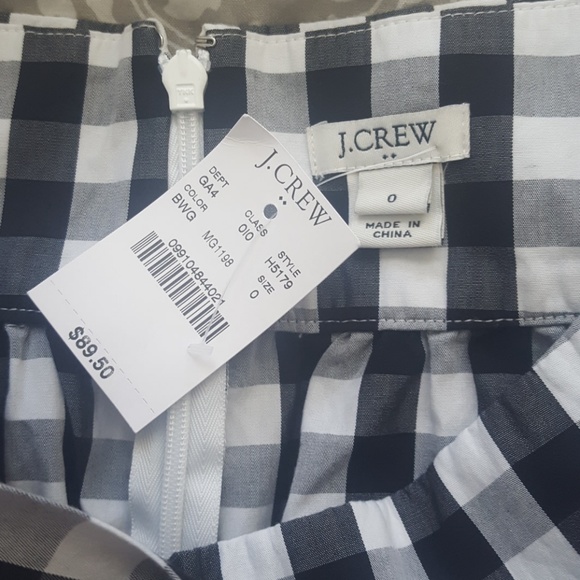 J.CREW
DEPT
GA4
CLASS
010
STYLE
H5179
COLOR
BWG
MG1198
SIZE
0
099104844021
$89.50
J.CREW
0
MADE IN
CHINA